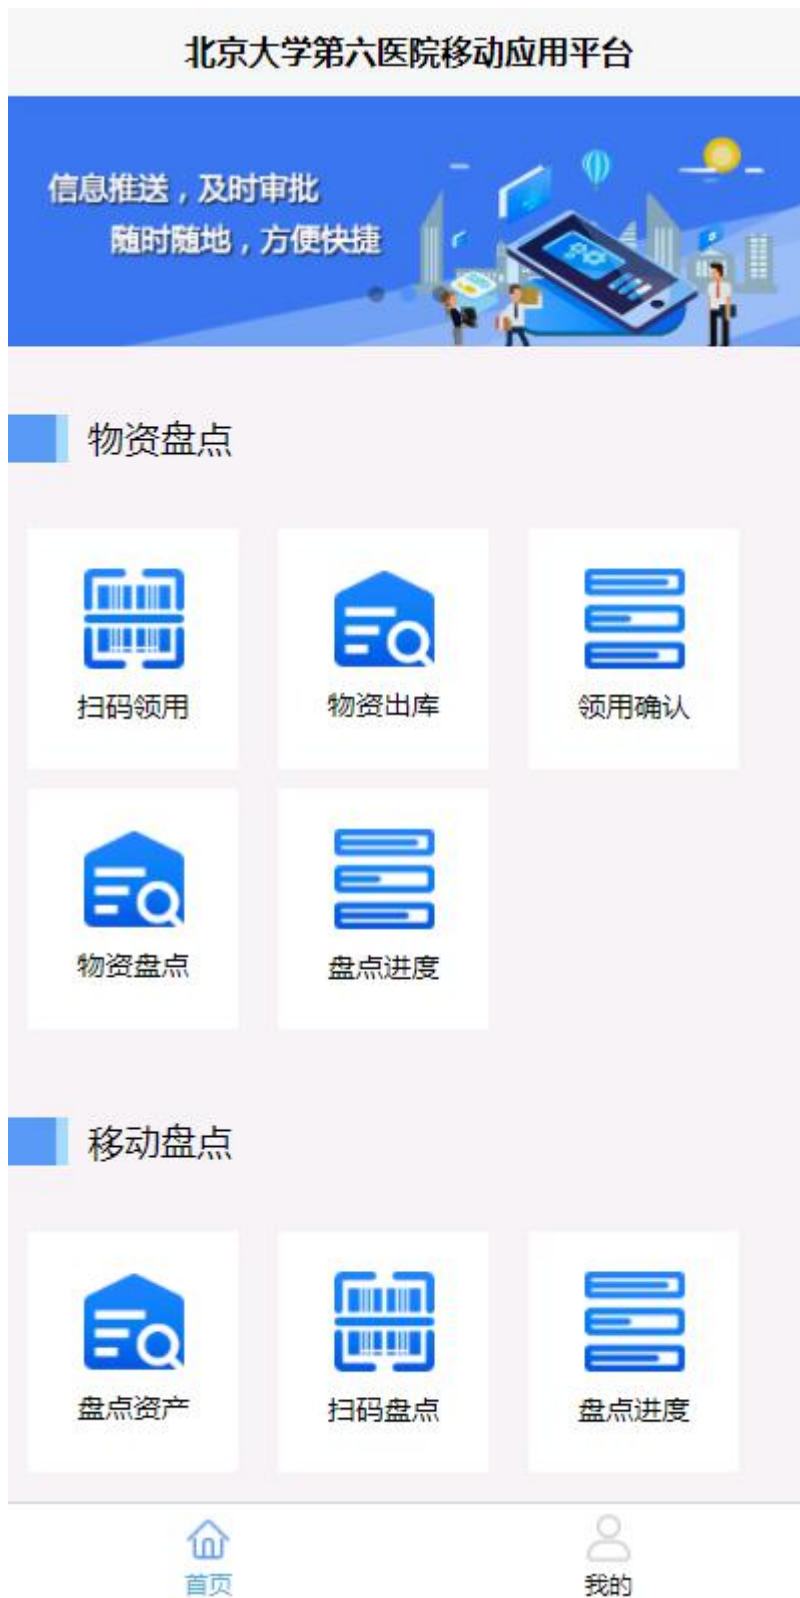 北京大学第六医院移动应用平台
信息推送，及时审批
随时随地，方便快捷
物资盘点
扫码领用
物资出库
领用确认
物资盘点
盘点进度
移动盘点
盘点资产
扫码盘点
盘点进度
首页
我的